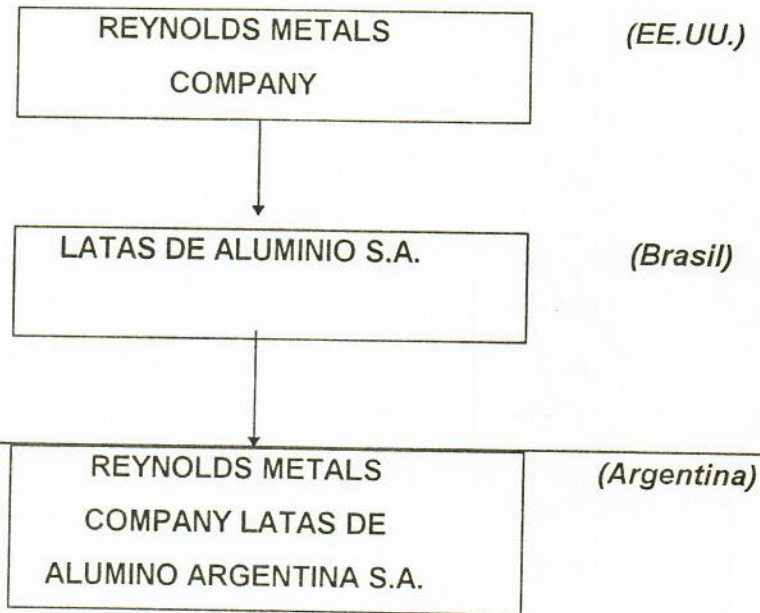 REYNOLDS METALS (EE.UU.)
COMPANY
LATAS DE ALUMINIO S.A. (Brasil)
REYNOLDS METALS (Argentina)
COMPANY LATAS DE
ALUMINO ARGENTINA S.A.